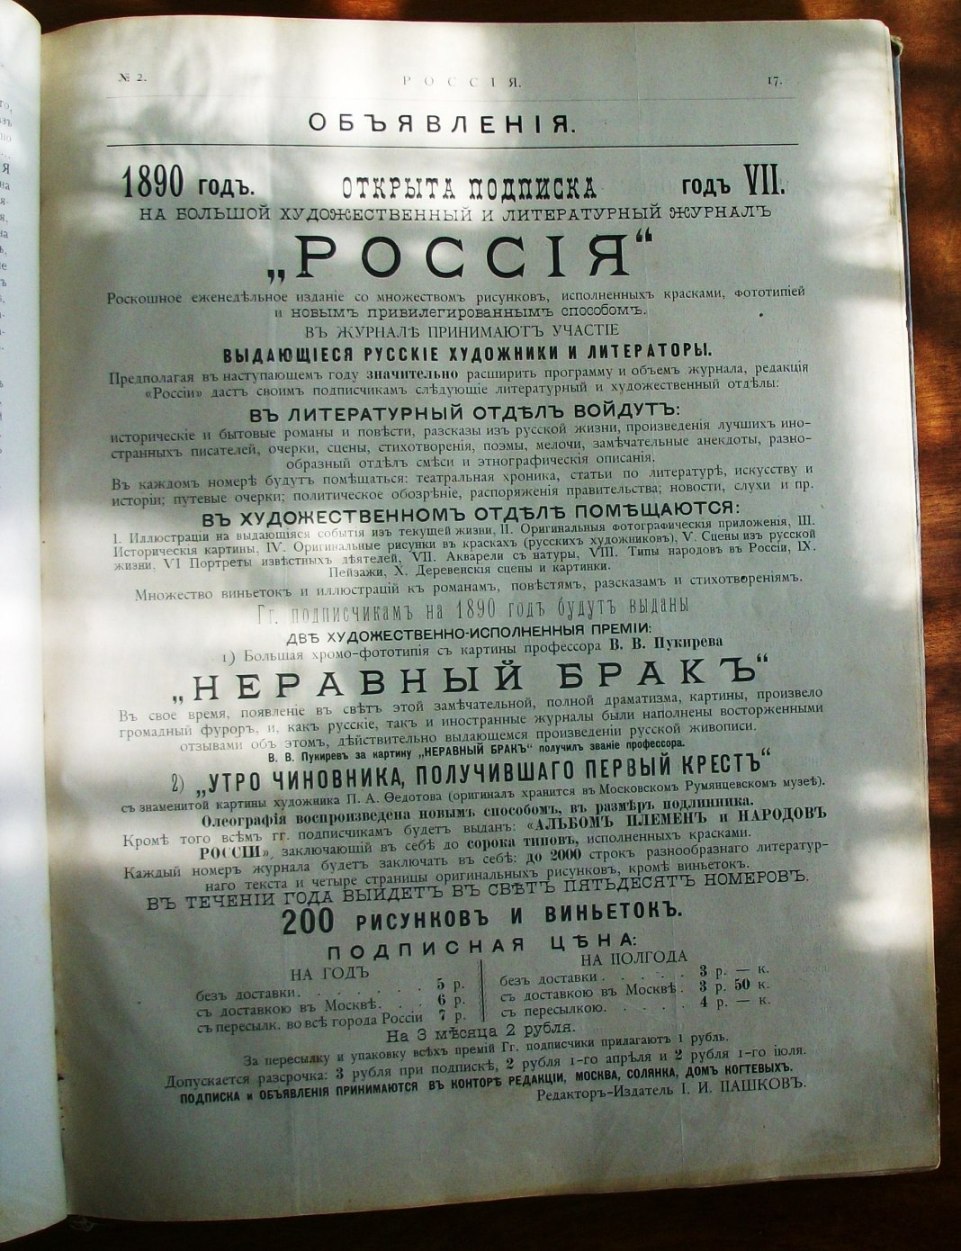 № 2.
РОССІЯ.
17.
ОБЪЯВЛЕНІЯ.
1890 годъ. ОТКРЫТА ПОДПИСКА годъ VII.
НА БОЛЬШОЙ ХУДОЖЕСТВЕННЫЙ И ЛИТЕРАТУРНЫЙ ЖУРНАЛЪ
„РОССІЯ“
Роскошное еженедѣльное изданіе со множествомъ рисунковъ, исполненныхъ красками, фототипіей
и новымъ привилегированнымъ способомъ.
ВЪ ЖУРНАЛѢ ПРИНИМАЮТЪ УЧАСТІЕ
ВЫДАЮЩІЕСЯ РУССКІЕ ХУДОЖНИКИ И ЛИТЕРАТОРЫ.
Предполагая въ наступающемъ году значительно расширить программу и объемъ журнала, редакція
«Россіи» дастъ своимъ подписчикамъ слѣдующіе литературный и художественный отдѣлы:
ВЪ ЛИТЕРАТУРНЫЙ ОТДѢЛЪ ВОЙДУТЪ:
историческіе и бытовые романы и повѣсти, разсказы изъ русской жизни, произведенія лучшихъ ино-
странныхъ писателей, очерки, сцены, стихотворенія, поэмы, мелочи, замѣчательные анекдоты, разно-
образный отдѣлъ смѣси и этнографическія описанія.
Въ каждомъ номерѣ будутъ помѣщаться: театральная хроника, статьи по литературѣ, искусству и
исторіи; путевые очерки; политическое обозрѣніе, распоряженія правительства; новости, слухи и пр.
ВЪ ХУДОЖЕСТВЕННОМЪ ОТДѢЛѢ ПОМѢЩАЮТСЯ:
I. Иллюстраціи на выдающіяся событія изъ текущей жизни, II. Оригинальныя фотографическія приложенія, III.
Историческія картины, IV. Оригинальные рисунки въ краскахъ (русскихъ художниковъ), V. Сцены изъ русской
жизни, VI Портреты извѣстныхъ дѣятелей, VII. Акварели съ натуры, VIII. Типы народовъ въ Россіи, IX.
Пейзажи, X. Деревенскія сцены и картинки.
Множество виньетокъ и иллюстрацій къ романамъ, повѣстямъ, разсказамъ и стихотвореніямъ.
Гг. подписчикамъ на 1890 годъ будутъ выданы
ДВѢ ХУДОЖЕСТВЕННО-ИСПОЛНЕННЫЯ ПРЕМІИ:
1) Большая хромо-фототипія съ картины профессора В. В. Пукирева
„НЕРАВНЫЙ БРАКЪ“
Въ свое время, появленіе въ свѣтъ этой замѣчательной, полной драматизма, картины, произвело
громадный фуроръ, и, какъ русскіе, такъ и иностранные журналы были наполнены восторженными
отзывами объ этомъ, дѣйствительно выдающемся произведеніи русской живописи.
В. В. Пукиревъ за картину „НЕРАВНЫЙ БРАКЪ“ получилъ званіе профессора.
2) „УТРО ЧИНОВНИКА, ПОЛУЧИВШАГО ПЕРВЫЙ КРЕСТЪ“
съ знаменитой картины художника П. А. Ѳедотова (оригиналъ хранится въ Московскомъ Румянцевскомъ музеѣ).
Олеографія воспроизведена новымъ способомъ, въ размѣръ подлинника.
Кромѣ того всѣмъ гг. подписчикамъ будетъ выданъ: «АЛЬБОМЪ ПЛЕМЕНЪ и НАРОДОВЪ
РОССІИ», заключающій въ себѣ до сорока типовъ, исполненныхъ красками.
Каждый номеръ журнала будетъ заключать въ себѣ: до 2000 строкъ разнообразнаго литератур-
наго текста и четыре страницы оригинальныхъ рисунковъ, кромѣ виньетокъ.
ВЪ ТЕЧЕНІИ ГОДА ВЫЙДЕТЪ ВЪ СВѢТЪ ПЯТЬДЕСЯТЪ НОМЕРОВЪ.
200 РИСУНКОВЪ И ВИНЬЕТОКЪ.
ПОДПИСНАЯ ЦѢНА:
НА ГОДЪ
безъ доставки. . . . . . . . 5 р.
съ доставкою въ Москвѣ. . . . 6 р.
съ пересылк. во всѣ города Россіи 7 р.
НА ПОЛГОДА
безъ доставки . . . . . 3 р. — к.
съ доставкою въ Москвѣ . 3 р. 50 к.
съ пересылкою. . . . . 4 р. — к.
На 3 мѣсяца 2 рубля.
За пересылку и упаковку всѣхъ премій Гг. подписчики прилагаютъ 1 рубль.
Допускается разсрочка: 3 рубля при подпискѣ, 2 рубля 1-го апрѣля и 2 рубля 1-го іюля.
ПОДПИСКА и ОБЪЯВЛЕНІЯ ПРИНИМАЮТСЯ ВЪ КОНТОРѢ РЕДАКЦІИ, МОСКВА, СОЛЯНКА, ДОМЪ КОГТЕВЫХЪ.
Редакторъ-Издатель І. И. ПАШКОВЪ.